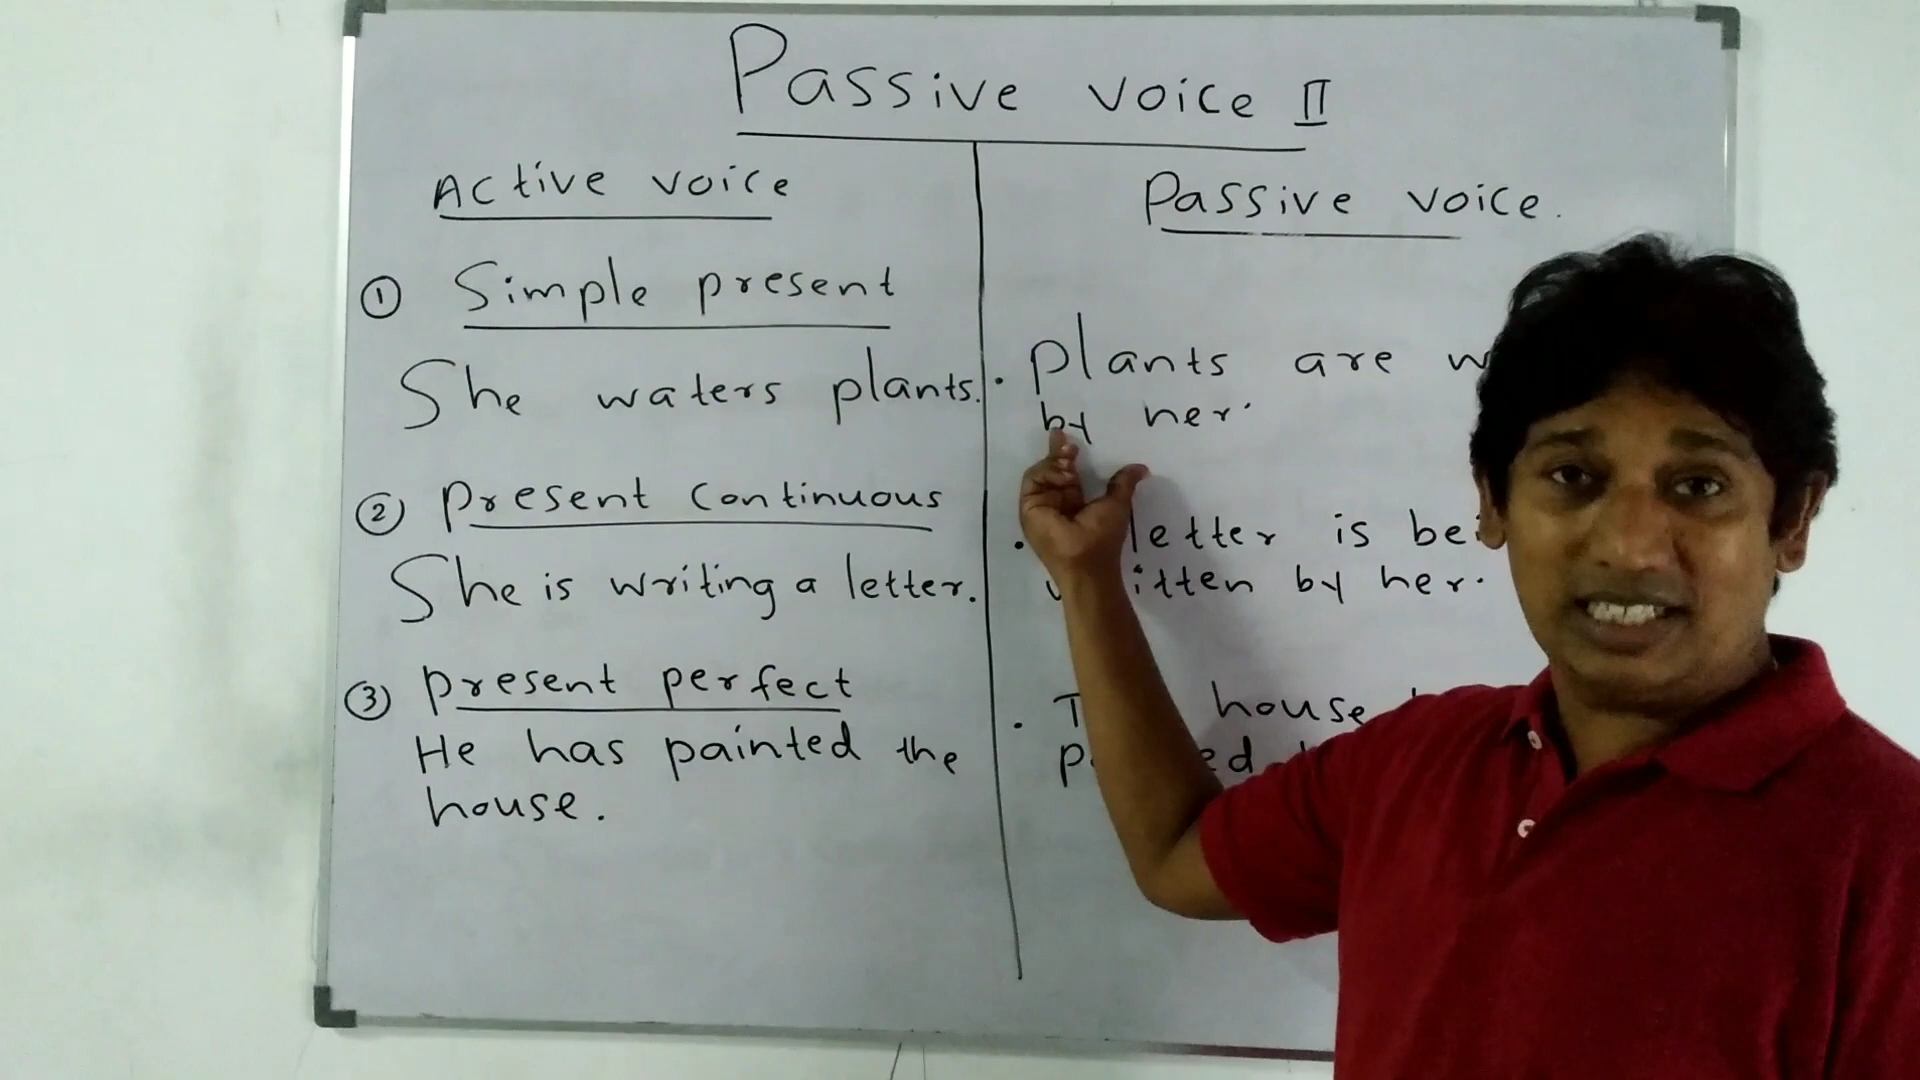 Passive voice II
Active voice
① Simple present
She waters plants.
② Present continuous
She is writing a letter.
③ Present perfect
He has painted the
house.
Passive voice.
• Plants are
by her.
• letter is
by her.
• house